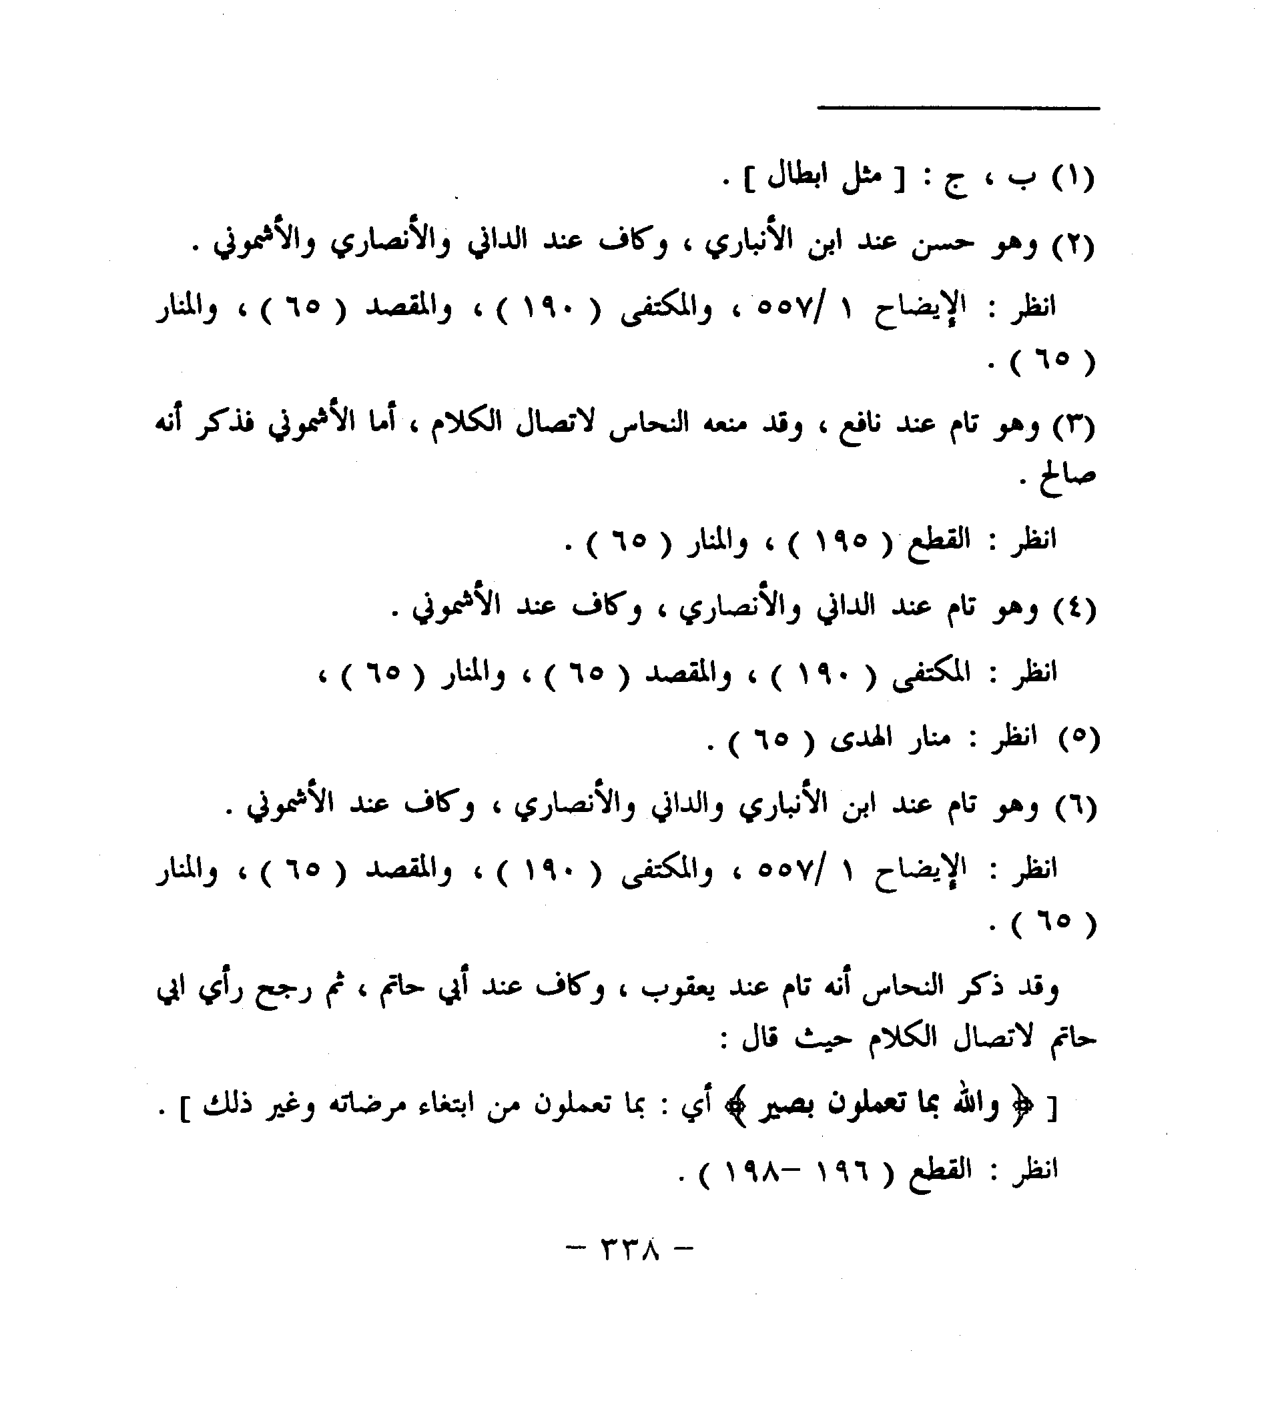 (١) ب ، ج : [ مثل ابطال ] .
(٢) وهو حسن عند ابن الأنباري ، وكاف عند الداني والأنصاري والأشموني .
انظر : الإيضاح ١ /٥٥٧ ، والمكتفى ( ١٩٠ ) ، والمقصد ( ٦٥ ) ، والمنار
( ٦٥ ) .
(٣) وهو تام عند نافع ، وقد منعه النحاس لاتصال الكلام ، أما الأشموني فذكر أنه
صالح .
انظر : القطع ( ١٩٥ ) ، والمنار ( ٦٥ ) .
(٤) وهو تام عند الداني والأنصاري ، وكاف عند الأشموني .
انظر : المكتفى ( ١٩٠ ) ، والمقصد ( ٦٥ ) ، والمنار ( ٦٥ ) ،
(٥) انظر : منار الهدى ( ٦٥ ) .
(٦) وهو تام عند ابن الأنباري والداني والأنصاري ، وكاف عند الأشموني .
انظر : الإيضاح ١ /٥٥٧ ، والمكتفى ( ١٩٠ ) ، والمقصد ( ٦٥ ) ، والمنار
( ٦٥ ) .
وقد ذكر النحاس أنه تام عند يعقوب ، وكاف عند أبي حاتم ، ثم رجح رأي ابي
حاتم لاتصال الكلام حيث قال :
[ ﴿ والله بما تعملون بصير ﴾ أي : بما تعملون من ابتغاء مرضاته وغير ذلك ] .
انظر : القطع ( ١٩٦ –١٩٨ ) .
– ٣٣٨ –